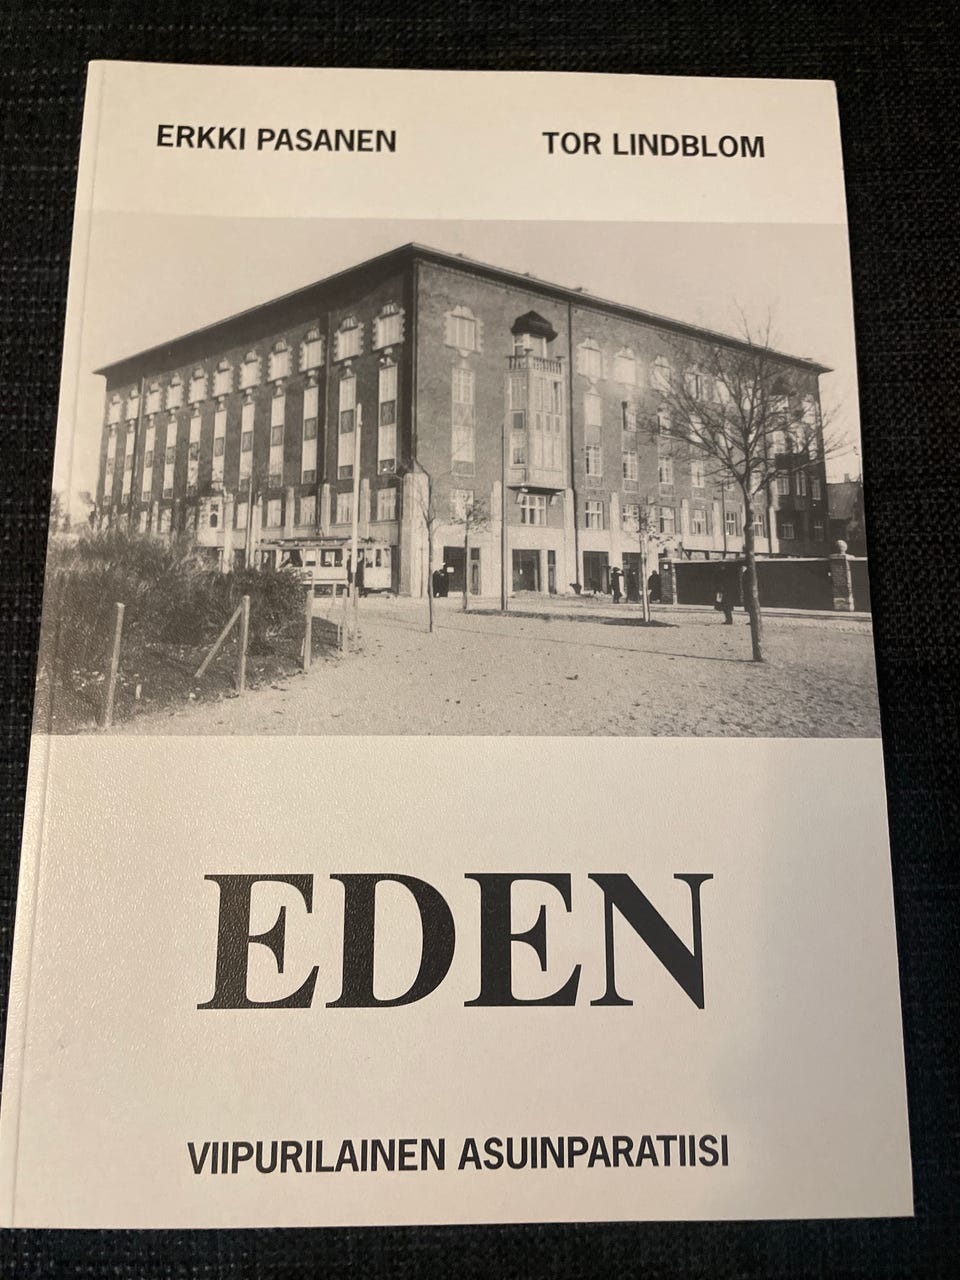 ERKKI PASANEN TOR LINDBLOM
EDEN
VIIPURILAINEN ASUINPARATIISI